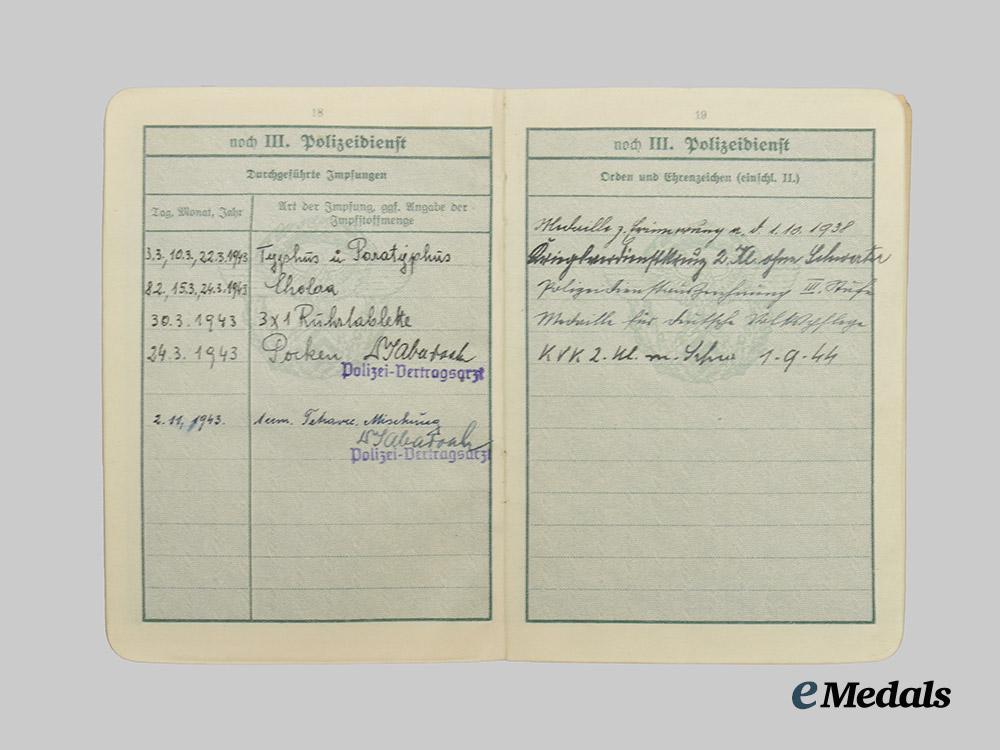 18
noch III. Polizeidienst
Durchgeführte Impfungen
Tag, Monat, Jahr
Art der Impfung, ggf. Angabe der Impfstoffmenge
3.3, 10.3., 22.3.1943 Typhus u Paratyphus
8.2, 15.3., 24.3.1943 Cholera
30.3.1943 3x1 Ruhrtablette
24.3.1943 Pocken
Polizei-Vertragsarzt
2.11.1943. 1ccm. Tetravac. Mischung
Polizei-Vertragsarzt
19
noch III. Polizeidienst
Orden und Ehrenzeichen (einschl. II.)
Medaille z. Erinnerung a. d. 1.10.1938
Kriegsverdienstkreuz 2. Kl. ohne Schwerter
Polizeidienstauszeichnung III. Stufe
Medaille für deutsche Volkspflege
KVK 2. Kl. m. Schw 1-9-44
eMedals